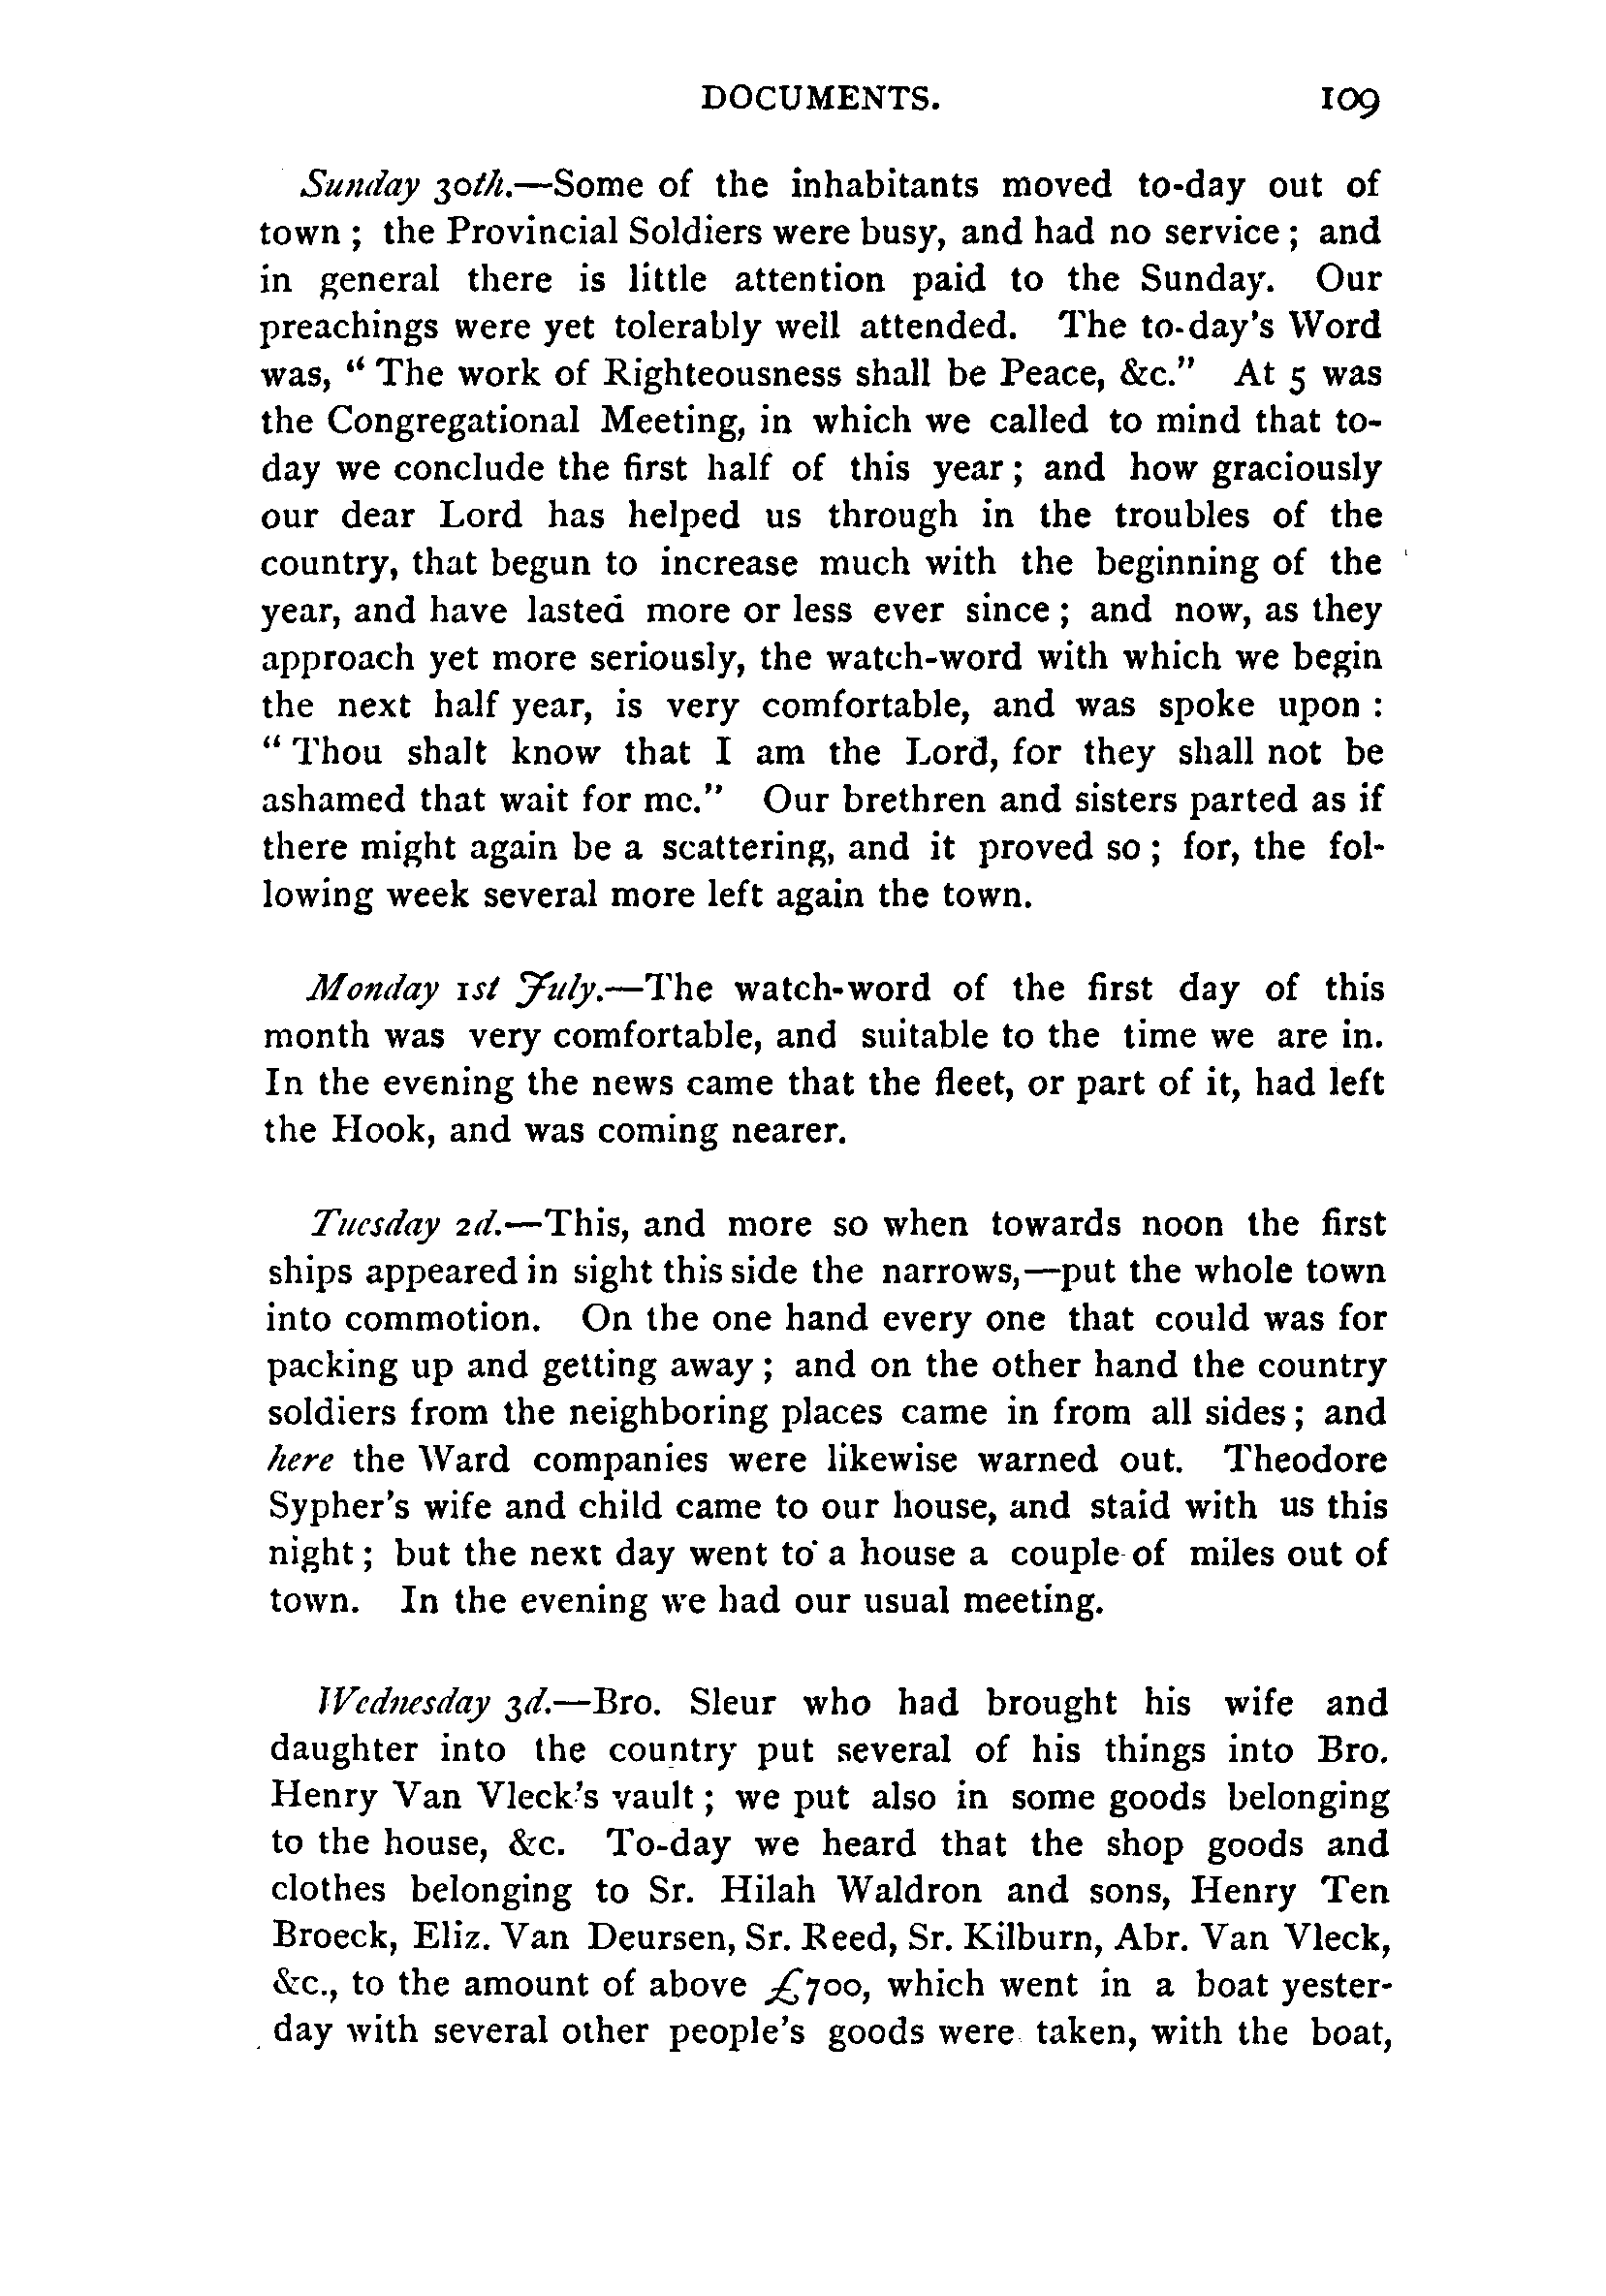 DOCUMENTS. 109
Sunday 30th.—Some of the inhabitants moved to-day out of
town ; the Provincial Soldiers were busy, and had no service ; and
in general there is little attention paid to the Sunday. Our
preachings were yet tolerably well attended. The to-day's Word
was, “ The work of Righteousness shall be Peace, &c.” At 5 was
the Congregational Meeting, in which we called to mind that to-
day we conclude the first half of this year ; and how graciously
our dear Lord has helped us through in the troubles of the
country, that begun to increase much with the beginning of the
year, and have lasted more or less ever since ; and now, as they
approach yet more seriously, the watch-word with which we begin
the next half year, is very comfortable, and was spoke upon :
“ Thou shalt know that I am the Lord, for they shall not be
ashamed that wait for me.” Our brethren and sisters parted as if
there might again be a scattering, and it proved so ; for, the fol-
lowing week several more left again the town.
Monday 1st July.—The watch-word of the first day of this
month was very comfortable, and suitable to the time we are in.
In the evening the news came that the fleet, or part of it, had left
the Hook, and was coming nearer.
Tuesday 2d.—This, and more so when towards noon the first
ships appeared in sight this side the narrows,—put the whole town
into commotion. On the one hand every one that could was for
packing up and getting away ; and on the other hand the country
soldiers from the neighboring places came in from all sides ; and
here the Ward companies were likewise warned out. Theodore
Sypher's wife and child came to our house, and staid with us this
night ; but the next day went to a house a couple of miles out of
town. In the evening we had our usual meeting.
Wednesday 3d.—Bro. Sleur who had brought his wife and
daughter into the country put several of his things into Bro.
Henry Van Vleck's vault ; we put also in some goods belonging
to the house, &c. To-day we heard that the shop goods and
clothes belonging to Sr. Hilah Waldron and sons, Henry Ten
Broeck, Eliz. Van Deursen, Sr. Reed, Sr. Kilburn, Abr. Van Vleck,
&c., to the amount of above £700, which went in a boat yester-
day with several other people's goods were taken, with the boat,